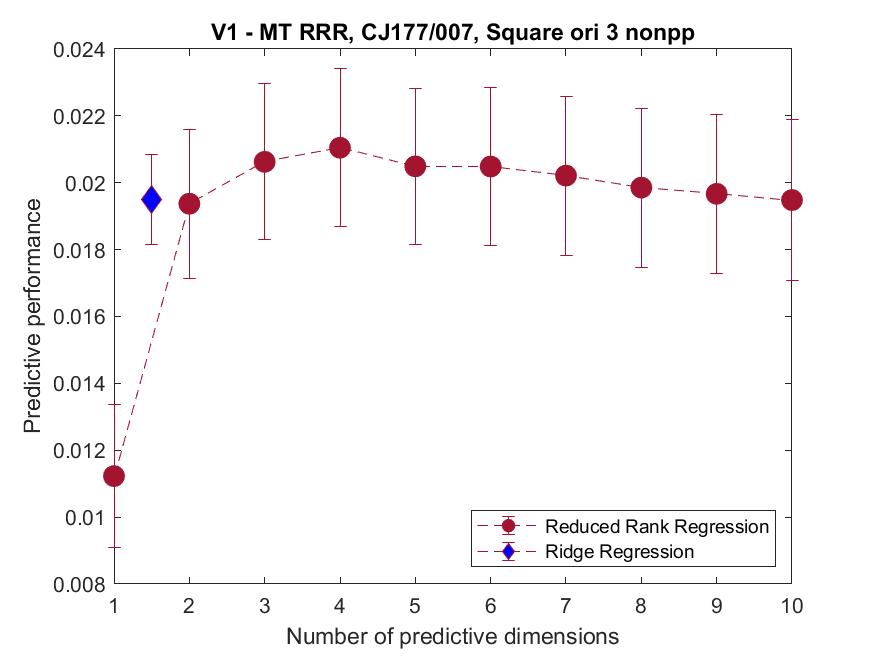 V1 - MT RRR, CJ177/007, Square ori 3 nonpp
0.024
0.022
0.02
0.018
0.016
0.014
0.012
0.01
0.008
Predictive performance
1 2 3 4 5 6 7 8 9 10
Number of predictive dimensions
Reduced Rank Regression
Ridge Regression